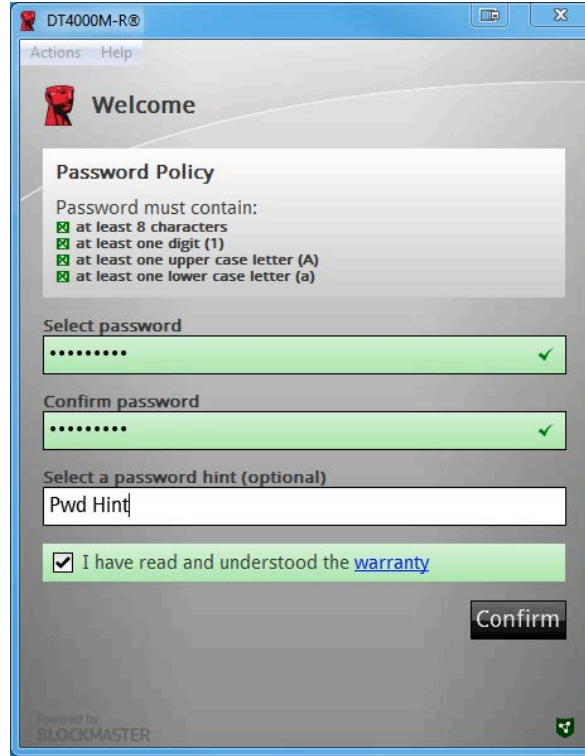 DT4000M-R®
Actions Help
Welcome
Password Policy
Password must contain:
at least 8 characters
at least one digit (1)
at least one upper case letter (A)
at least one lower case letter (a)
Select password
•••••••••
Confirm password
•••••••••
Select a password hint (optional)
Pwd Hint
I have read and understood the warranty
Confirm
Powered by
BLOCKMASTER